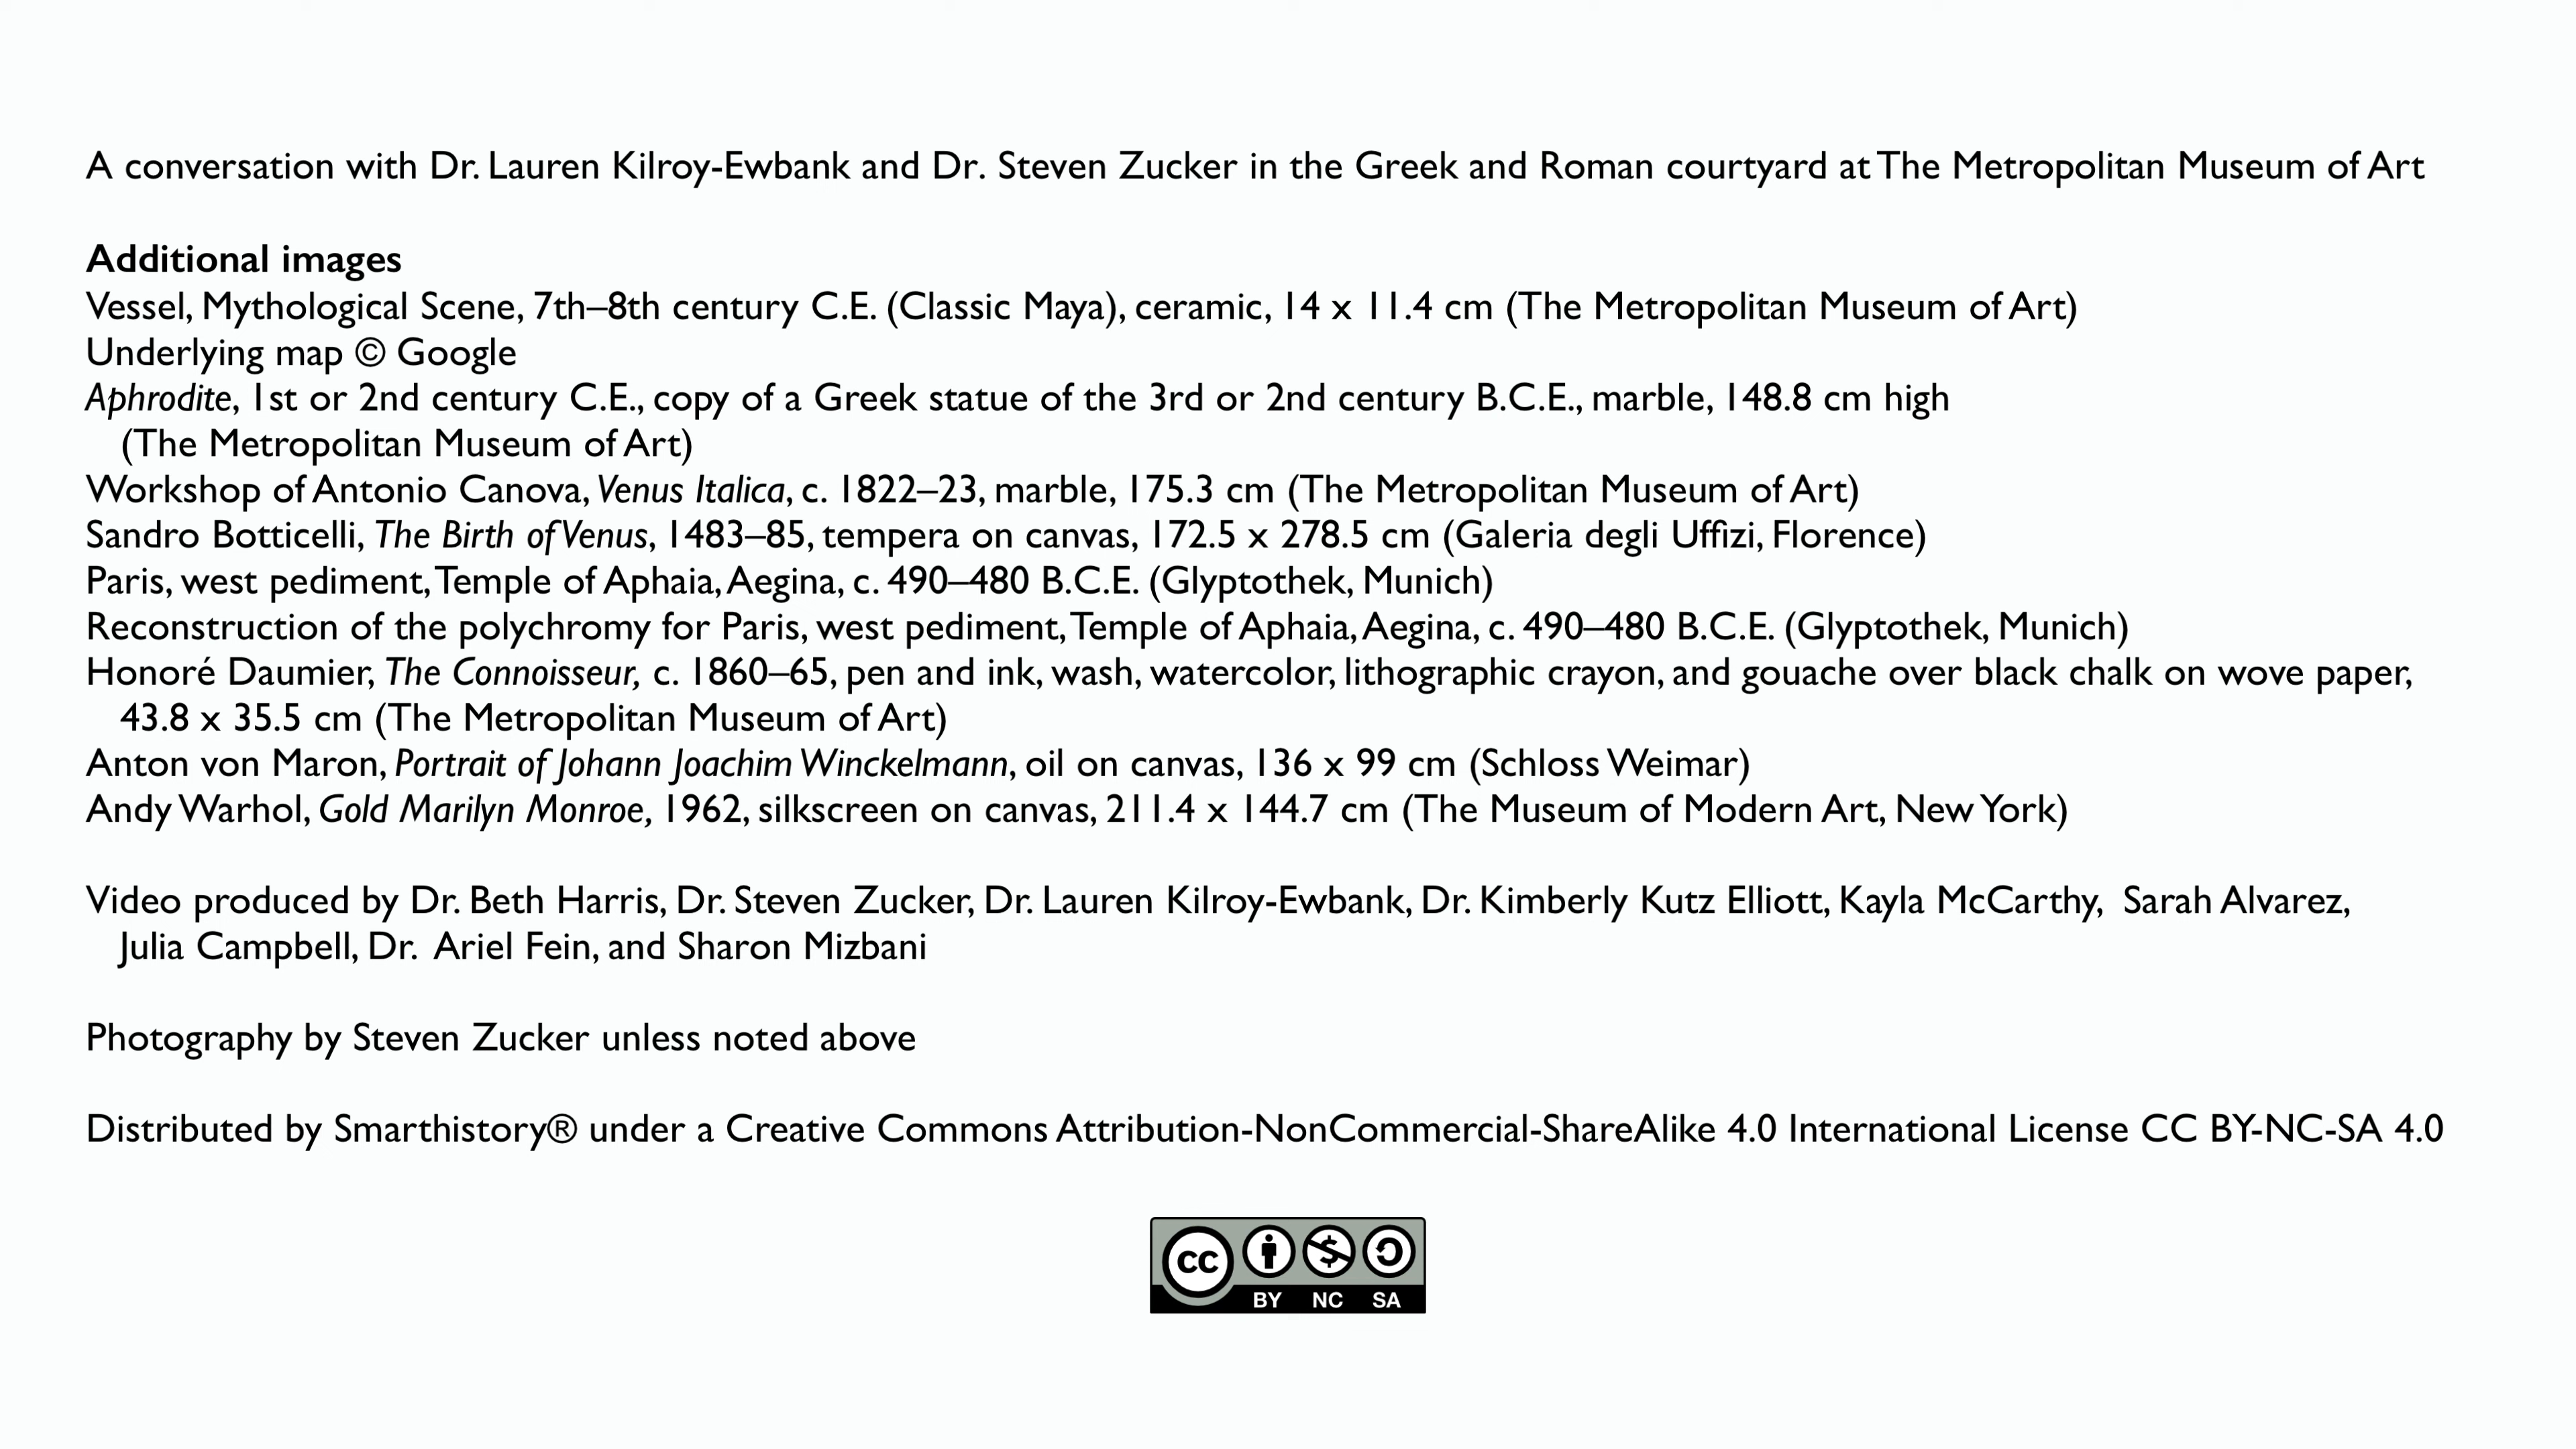 A conversation with Dr. Lauren Kilroy-Ewbank and Dr. Steven Zucker in the Greek and Roman courtyard at The Metropolitan Museum of Art
Additional images
Vessel, Mythological Scene, 7th–8th century C.E. (Classic Maya), ceramic, 14 x 11.4 cm (The Metropolitan Museum of Art)
Underlying map © Google
Aphrodite, 1st or 2nd century C.E., copy of a Greek statue of the 3rd or 2nd century B.C.E., marble, 148.8 cm high
(The Metropolitan Museum of Art)
Workshop of Antonio Canova, Venus Italica, c. 1822–23, marble, 175.3 cm (The Metropolitan Museum of Art)
Sandro Botticelli, The Birth of Venus, 1483–85, tempera on canvas, 172.5 x 278.5 cm (Galeria degli Uffizi, Florence)
Paris, west pediment, Temple of Aphaia, Aegina, c. 490–480 B.C.E. (Glyptothek, Munich)
Reconstruction of the polychromy for Paris, west pediment, Temple of Aphaia, Aegina, c. 490–480 B.C.E. (Glyptothek, Munich)
Honoré Daumier, The Connoisseur, c. 1860–65, pen and ink, wash, watercolor, lithographic crayon, and gouache over black chalk on wove paper,
43.8 x 35.5 cm (The Metropolitan Museum of Art)
Anton von Maron, Portrait of Johann Joachim Winckelmann, oil on canvas, 136 x 99 cm (Schloss Weimar)
Andy Warhol, Gold Marilyn Monroe, 1962, silkscreen on canvas, 211.4 x 144.7 cm (The Museum of Modern Art, New York)
Video produced by Dr. Beth Harris, Dr. Steven Zucker, Dr. Lauren Kilroy-Ewbank, Dr. Kimberly Kutz Elliott, Kayla McCarthy, Sarah Alvarez,
Julia Campbell, Dr. Ariel Fein, and Sharon Mizbani
Photography by Steven Zucker unless noted above
Distributed by Smarthistory® under a Creative Commons Attribution-NonCommercial-ShareAlike 4.0 International License CC BY-NC-SA 4.0
CC
BY NC SA